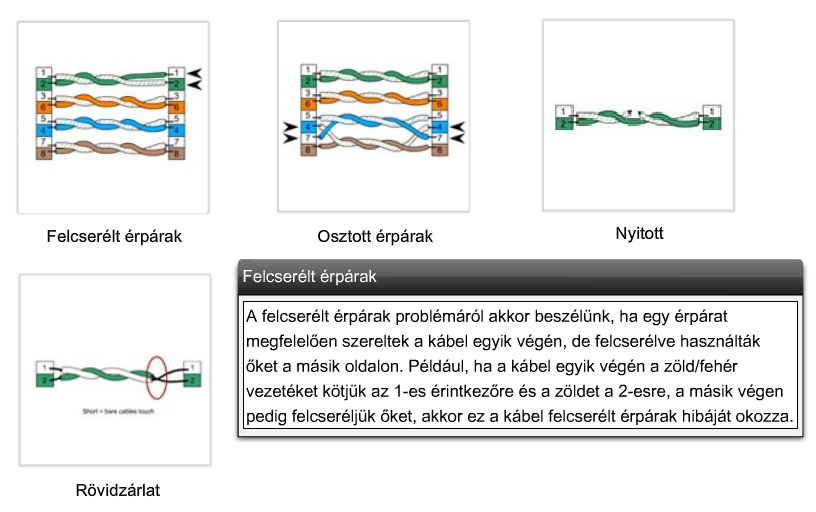 1 1
2 2
3 3
6 6
5 5
4 4
7 7
8 8
Felcserélt érpárak
1 1
2 2
3 3
6 6
5 5
4 4
7 7
8 8
Osztott érpárak
1 1
2 2
Nyitott
1 1
2 2
Short = bare cables touch
Rövidzárlat
Felcserélt érpárak
A felcserélt érpárak problémáról akkor beszélünk, ha egy érpárat
megfelelően szereltek a kábel egyik végén, de felcserélve használták
őket a másik oldalon. Például, ha a kábel egyik végén a zöld/fehér
vezetéket kötjük az 1-es érintkezőre és a zöldet a 2-esre, a másik végen
pedig felcseréljük őket, akkor ez a kábel felcserélt érpárak hibáját okozza.